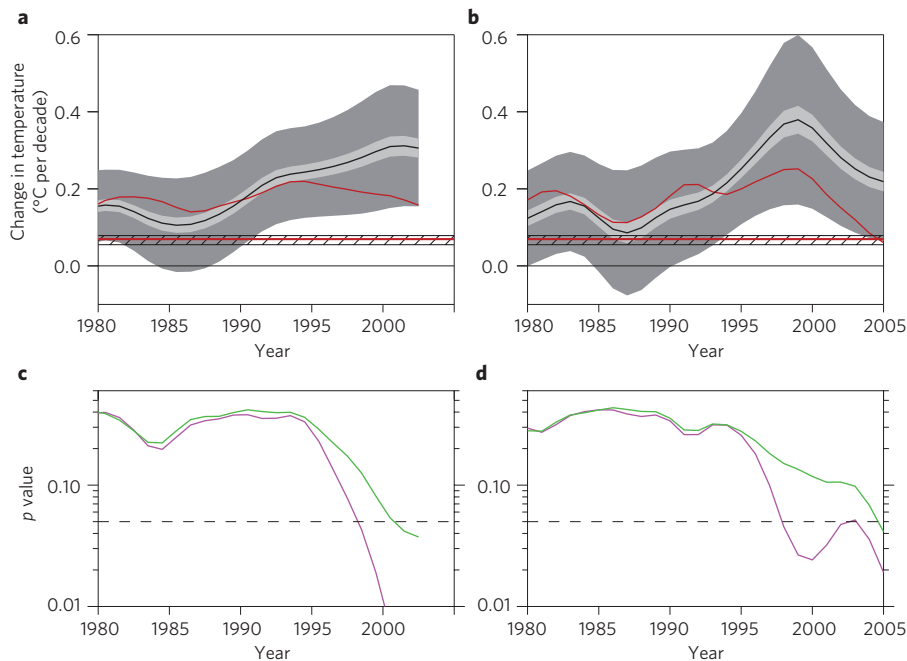 a
b
Change in temperature
(°C per decade)
0.6
0.4
0.2
0.0
1980 1985 1990 1995 2000
Year
0.6
0.4
0.2
0.0
1980 1985 1990 1995 2000 2005
Year
c
d
p value
0.10
0.01
1980 1985 1990 1995 2000
Year
0.10
0.01
1980 1985 1990 1995 2000 2005
Year